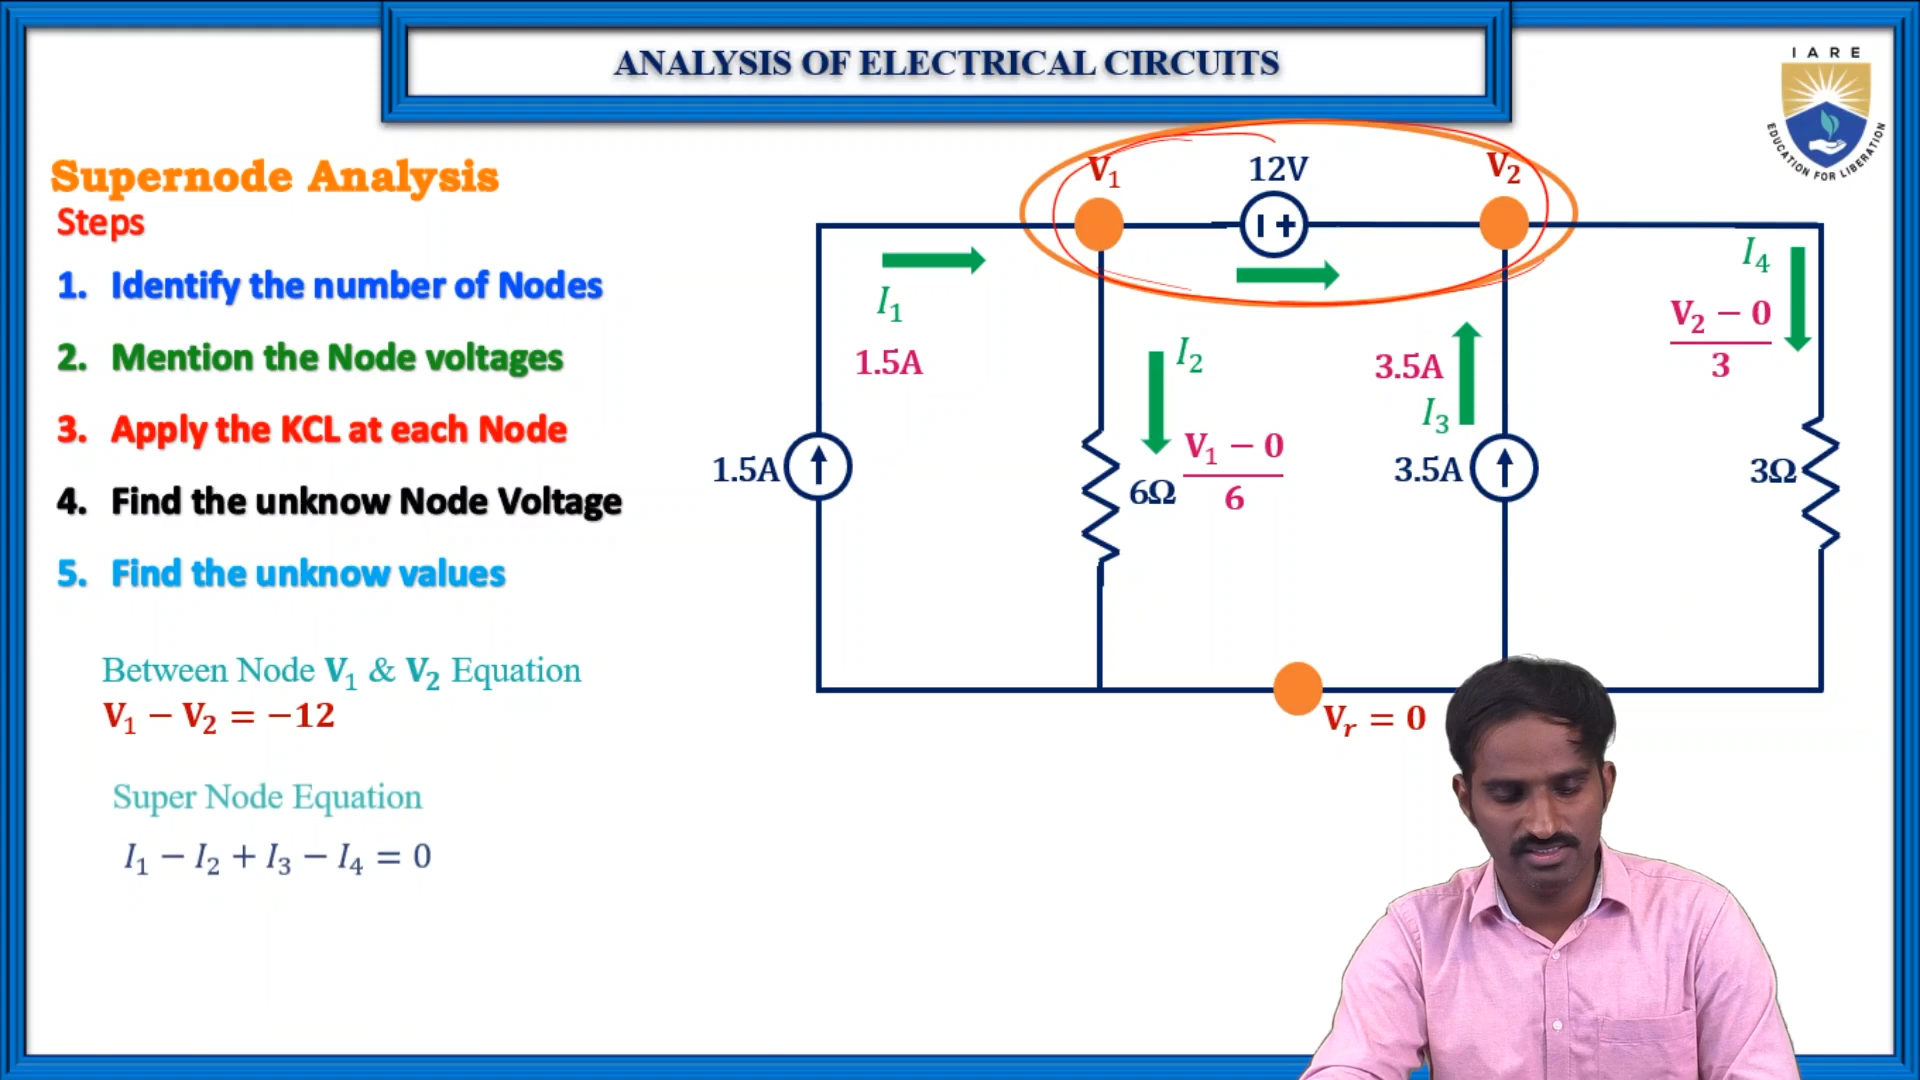 ANALYSIS OF ELECTRICAL CIRCUITS
I A R E
EDUCATION FOR LIBERATION
Supernode Analysis
Steps
1. Identify the number of Nodes
2. Mention the Node voltages
3. Apply the KCL at each Node
4. Find the unknow Node Voltage
5. Find the unknow values
Between Node V₁ & V₂ Equation
V₁ − V₂ = −12
Super Node Equation
I₁ − I₂ + I₃ − I₄ = 0
V₁
12V
V₂
I₁
1.5A
I₂
V₁ − 0
6
3.5A
I₃
I₄
V₂ − 0
3
1.5A
6Ω
3.5A
3Ω
Vᵣ = 0